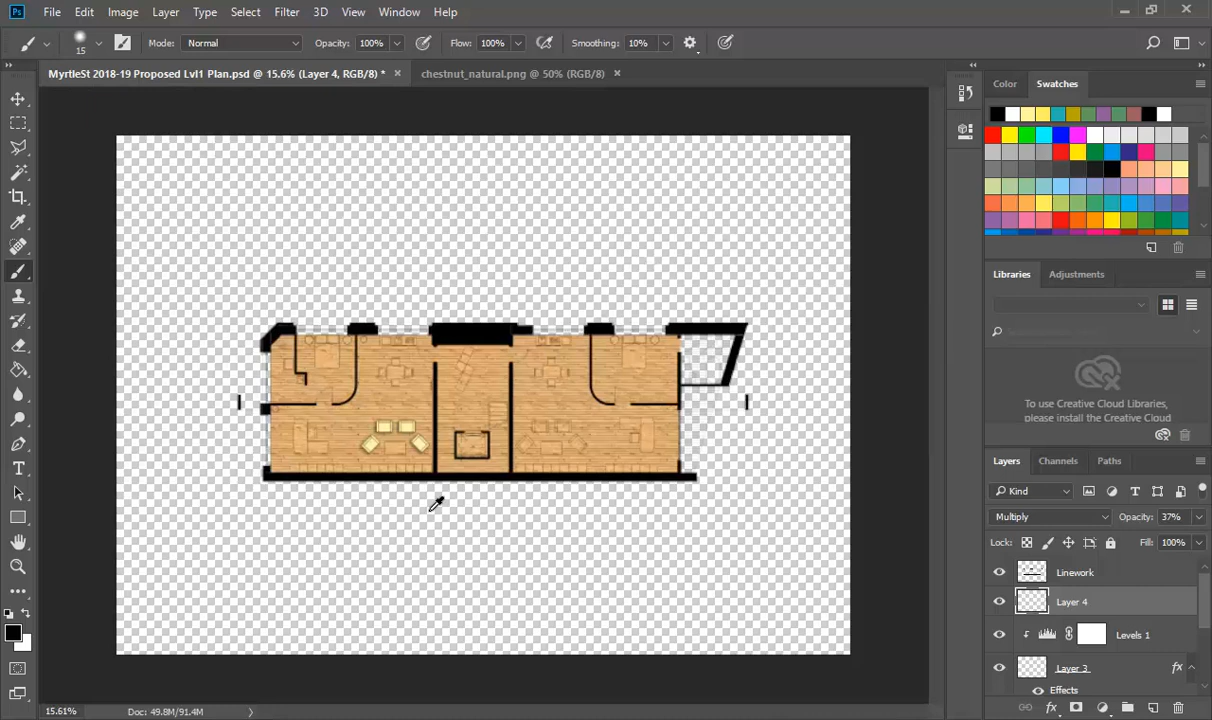 Ps File Edit Image Layer Type Select Filter 3D View Window Help
15 Mode: Normal Opacity: 100% Flow: 100% Smoothing: 10%
MyrtleSt 2018-19 Proposed Lvl1 Plan.psd @ 15.6% (Layer 4, RGB/8) * × chestnut_natural.png @ 50% (RGB/8) ×
Color Swatches
Libraries Adjustments
To use Creative Cloud Libraries,
please install the Creative Cloud
Layers Channels Paths
Kind
Multiply Opacity: 37%
Lock: Fill: 100%
Linework
Layer 4
Levels 1
Layer 3 fx
Effects
15.61% Doc: 49.8M/91.4M